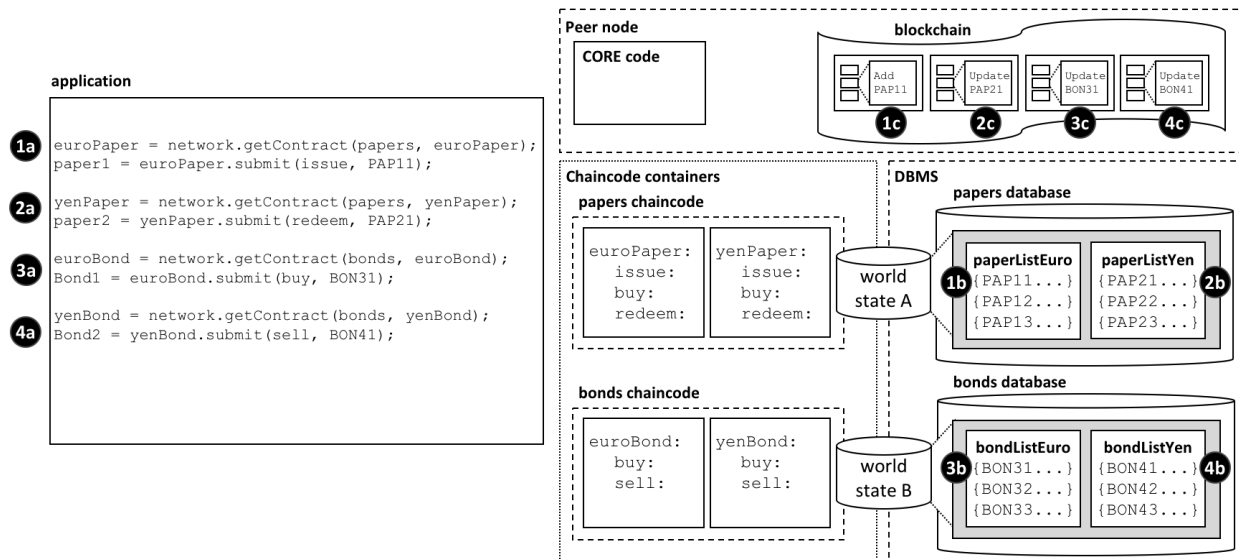 application
1a
euroPaper = network.getContract(papers, euroPaper);
paper1 = euroPaper.submit(issue, PAP11);
2a
yenPaper = network.getContract(papers, yenPaper);
paper2 = yenPaper.submit(redeem, PAP21);
3a
euroBond = network.getContract(bonds, euroBond);
Bond1 = euroBond.submit(buy, BON31);
4a
yenBond = network.getContract(bonds, yenBond);
Bond2 = yenBond.submit(sell, BON41);
Peer node
CORE code
blockchain
Add
PAP11
1c
Update
PAP21
2c
Update
BON31
3c
Update
BON41
4c
Chaincode containers
papers chaincode
euroPaper:
issue:
buy:
redeem:
yenPaper:
issue:
buy:
redeem:
world
state A
bonds chaincode
euroBond:
buy:
sell:
yenBond:
buy:
sell:
world
state B
DBMS
papers database
paperListEuro
1b
{PAP11...}
{PAP12...}
{PAP13...}
paperListYen
{PAP21...}
2b
{PAP22...}
{PAP23...}
bonds database
bondListEuro
3b
{BON31...}
{BON32...}
{BON33...}
bondListYen
{BON41...}
4b
{BON42...}
{BON43...}